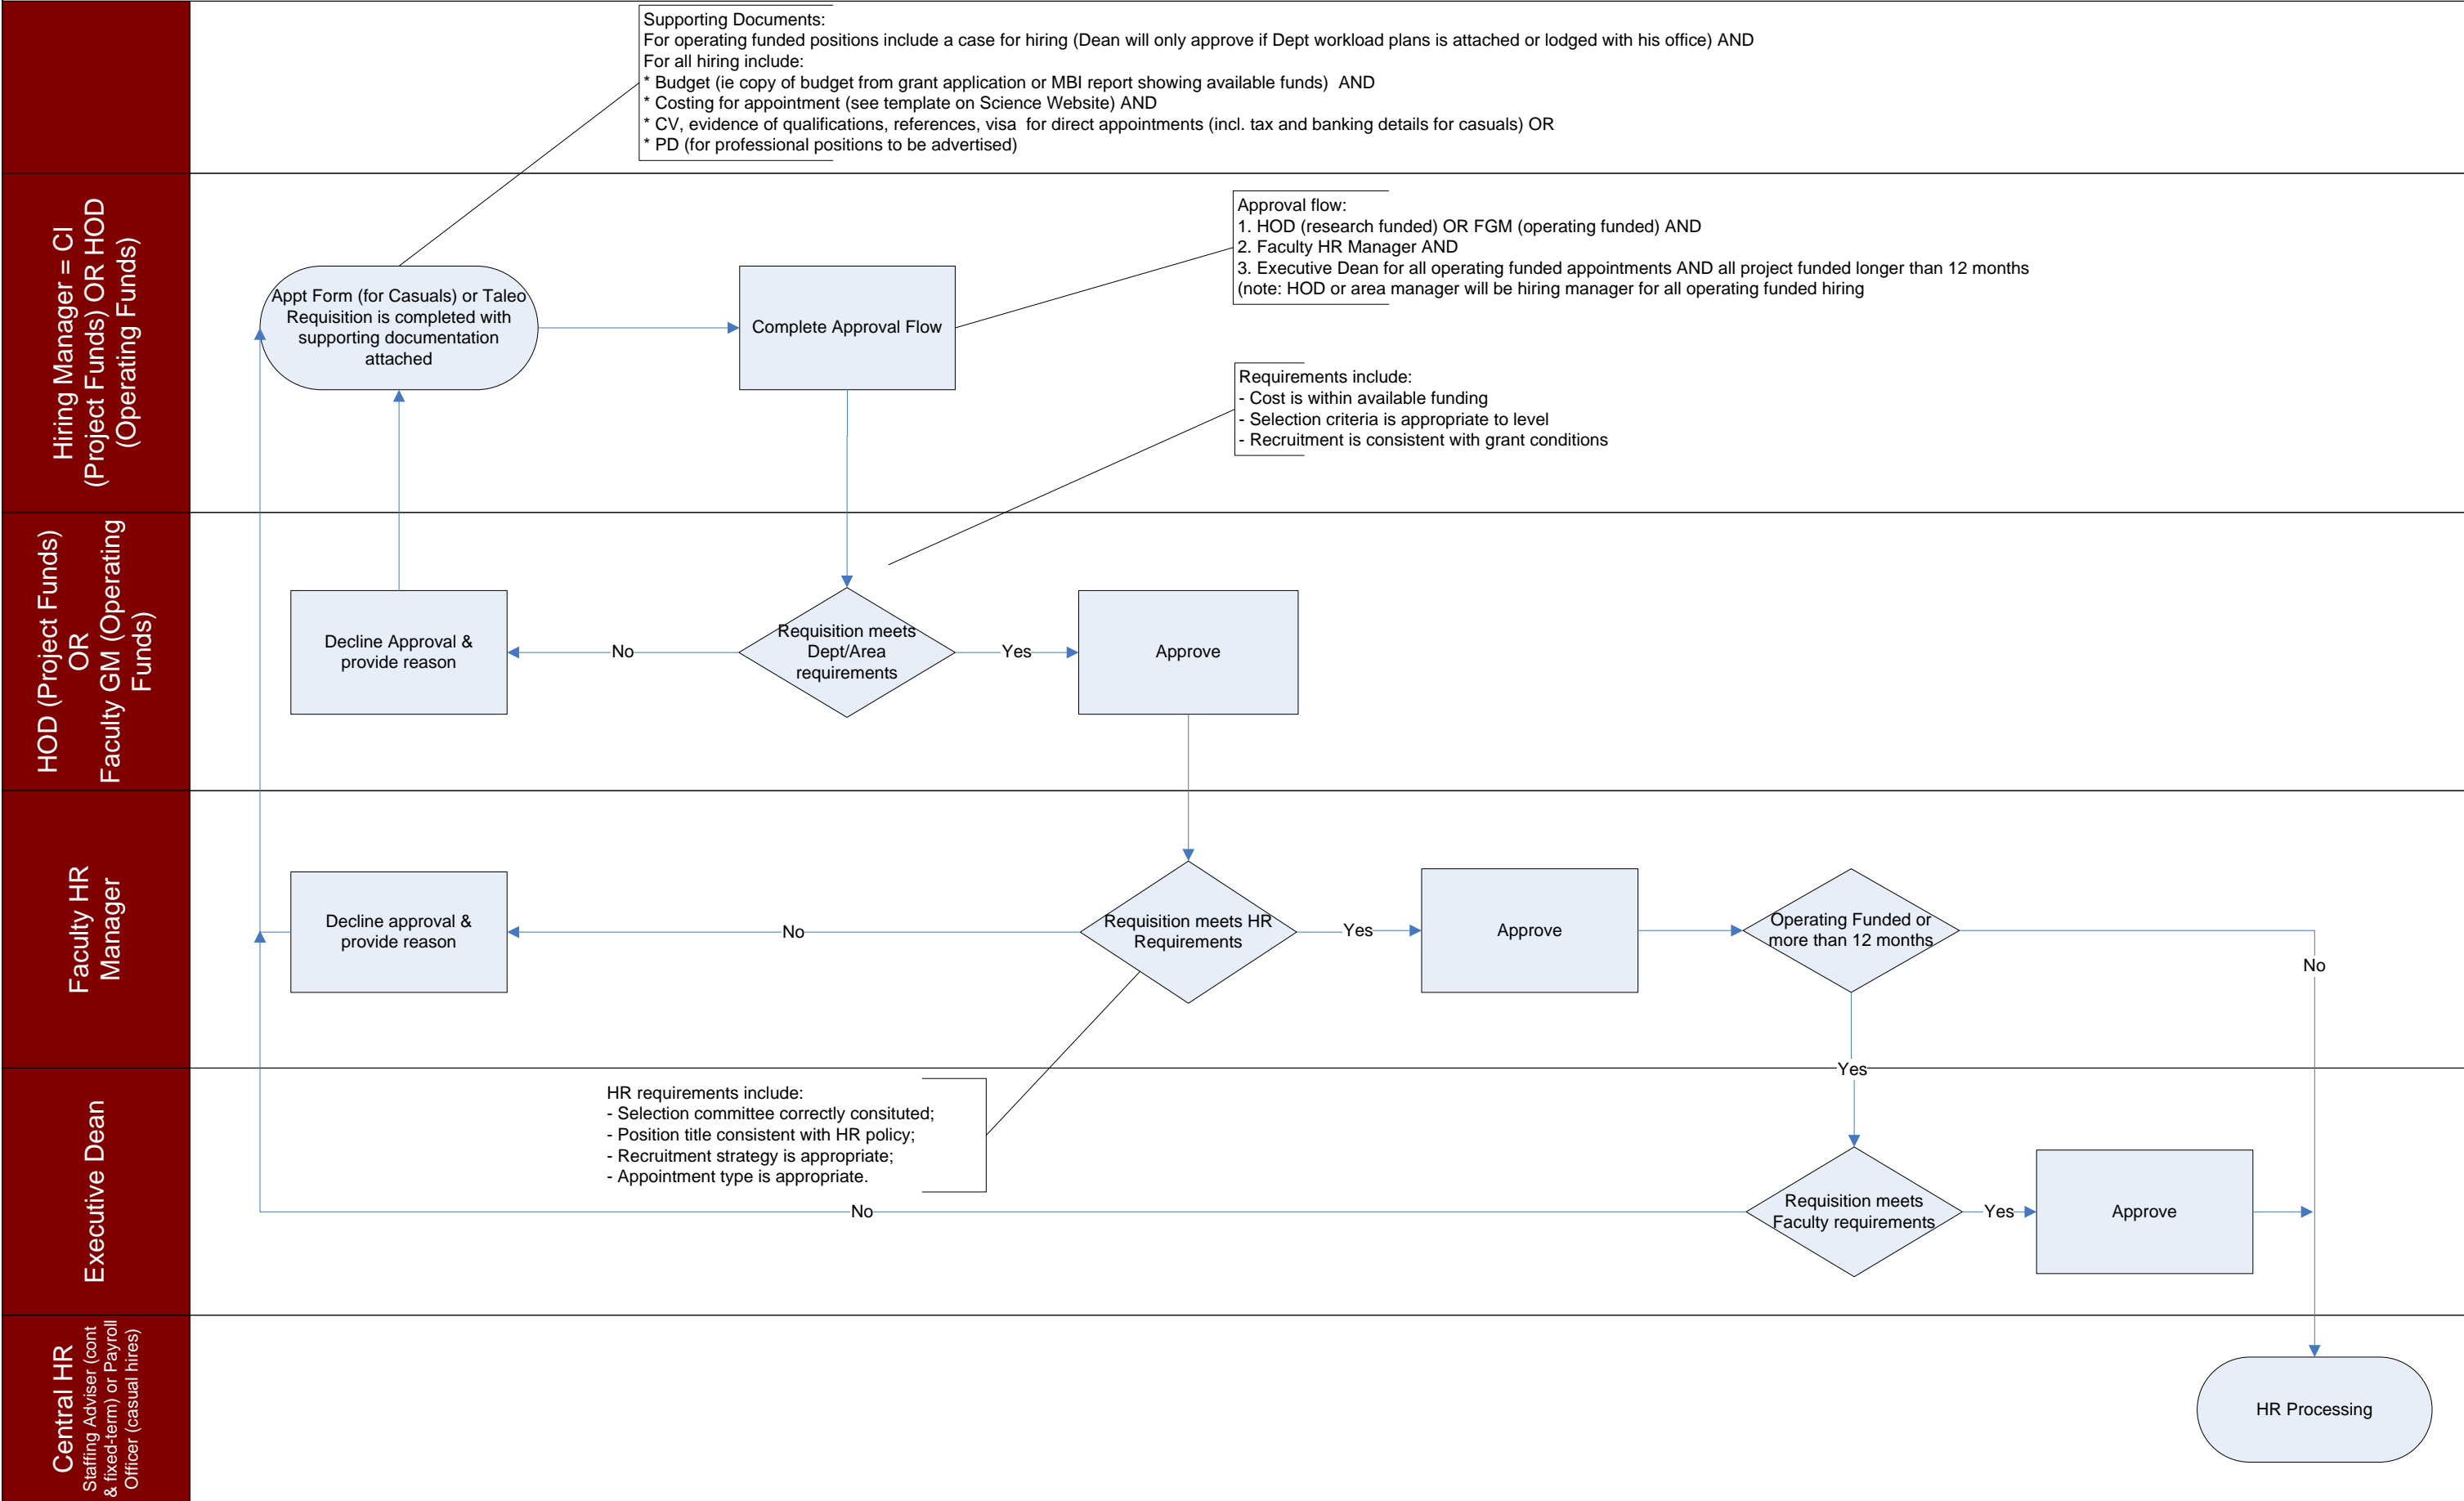 Supporting Documents:
For operating funded positions include a case for hiring (Dean will only approve if Dept workload plans is attached or lodged with his office) AND
For all hiring include:
* Budget (ie copy of budget from grant application or MBI report showing available funds)  AND
* Costing for appointment (see template on Science Website) AND
* CV, evidence of qualifications, references, visa  for direct appointments (incl. tax and banking details for casuals) OR
* PD (for professional positions to be advertised)
Hiring Manager = CI
(Project Funds) OR HOD
(Operating Funds)
Appt Form (for Casuals) or Taleo
Requisition is completed with
supporting documentation
attached
Complete Approval Flow
Approval flow:
1. HOD (research funded) OR FGM (operating funded) AND
2. Faculty HR Manager AND
3. Executive Dean for all operating funded appointments AND all project funded longer than 12 months
(note: HOD or area manager will be hiring manager for all operating funded hiring
Requirements include:
- Cost is within available funding
- Selection criteria is appropriate to level
- Recruitment is consistent with grant conditions
HOD (Project Funds)
OR
Faculty GM (Operating
Funds)
Decline Approval &
provide reason
No
Requisition meets
Dept/Area
requirements
Yes
Approve
Faculty HR
Manager
Decline approval &
provide reason
No
Requisition meets HR
Requirements
Yes
Approve
Operating Funded or
more than 12 months
No
Yes
Executive Dean
HR requirements include:
- Selection committee correctly consituted;
- Position title consistent with HR policy;
- Recruitment strategy is appropriate;
- Appointment type is appropriate.
No
Requisition meets
Faculty requirements
Yes
Approve
Central HR
Staffing Adviser (cont
& fixed-term) or Payroll
Officer (casual hires)
HR Processing